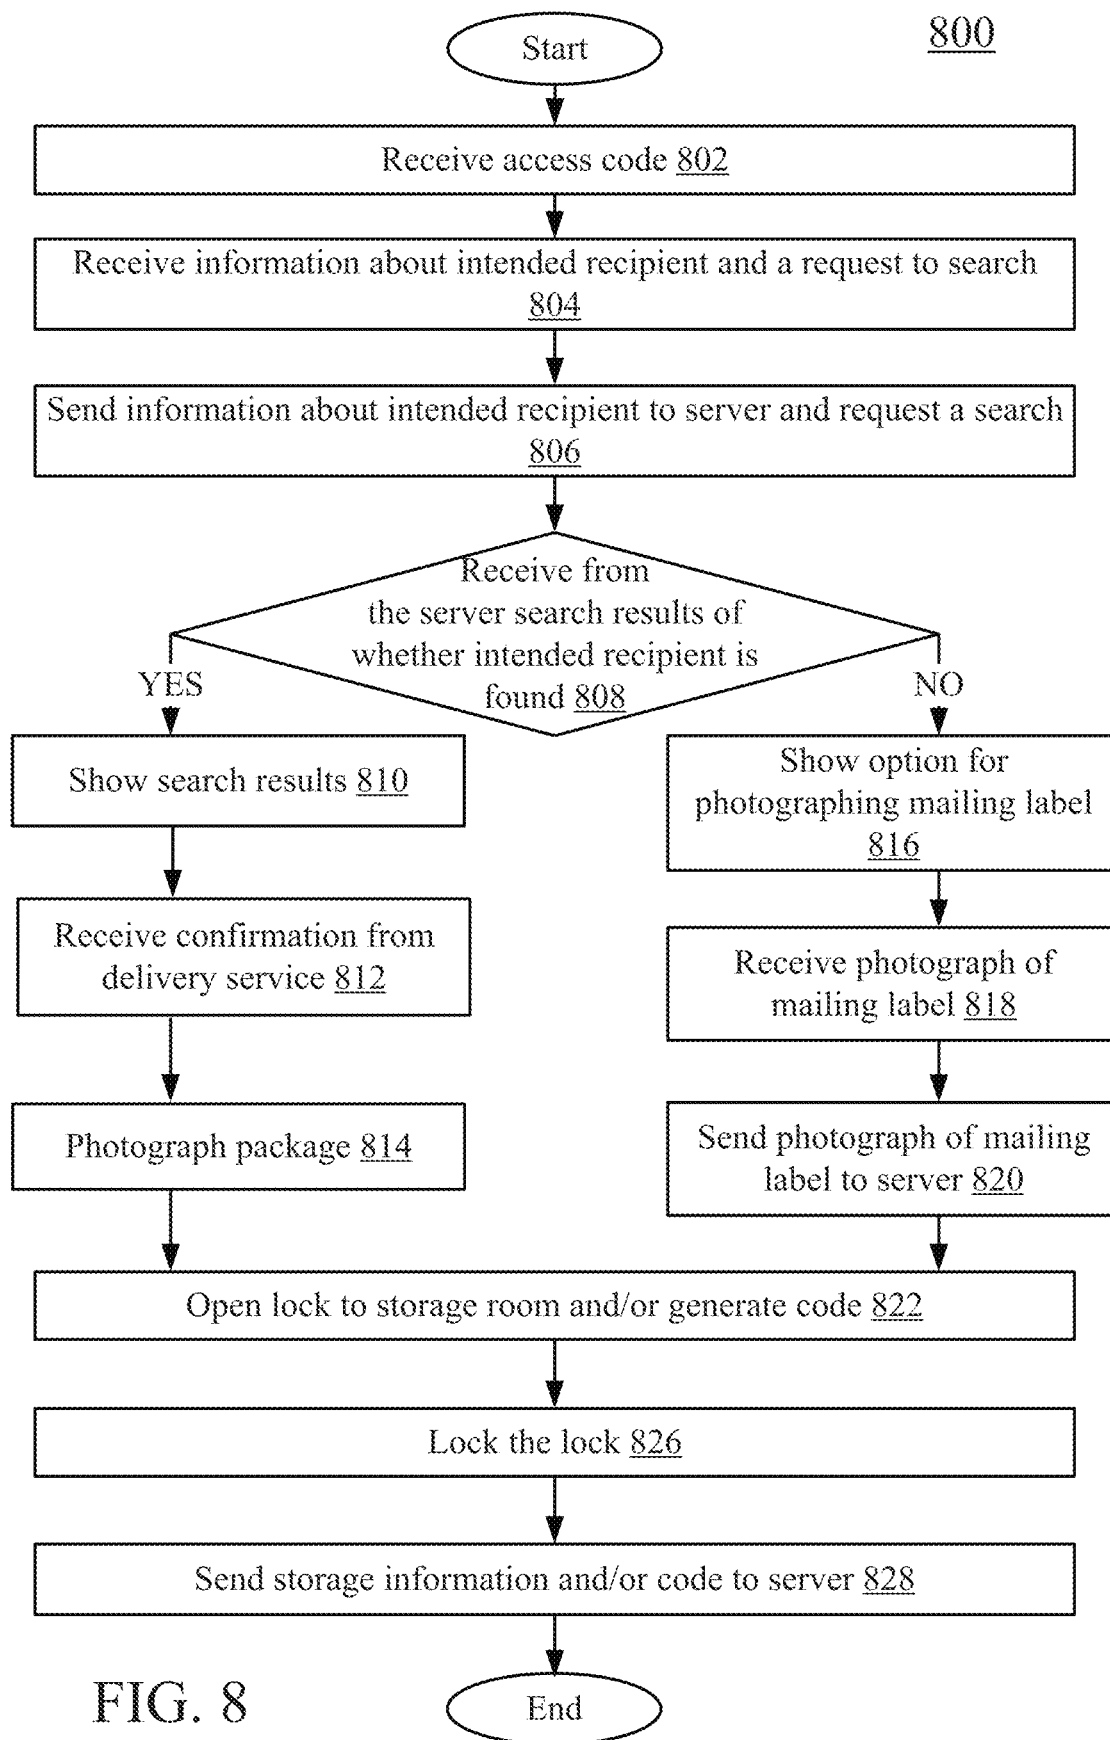 800
Start
Receive access code 802
Receive information about intended recipient and a request to search
804
Send information about intended recipient to server and request a search
806
Receive from
the server search results of
whether intended recipient is
found 808
YES
NO
Show search results 810
Receive confirmation from
delivery service 812
Photograph package 814
Show option for
photographing mailing label
816
Receive photograph of
mailing label 818
Send photograph of mailing
label to server 820
Open lock to storage room and/or generate code 822
Lock the lock 826
Send storage information and/or code to server 828
End
FIG. 8